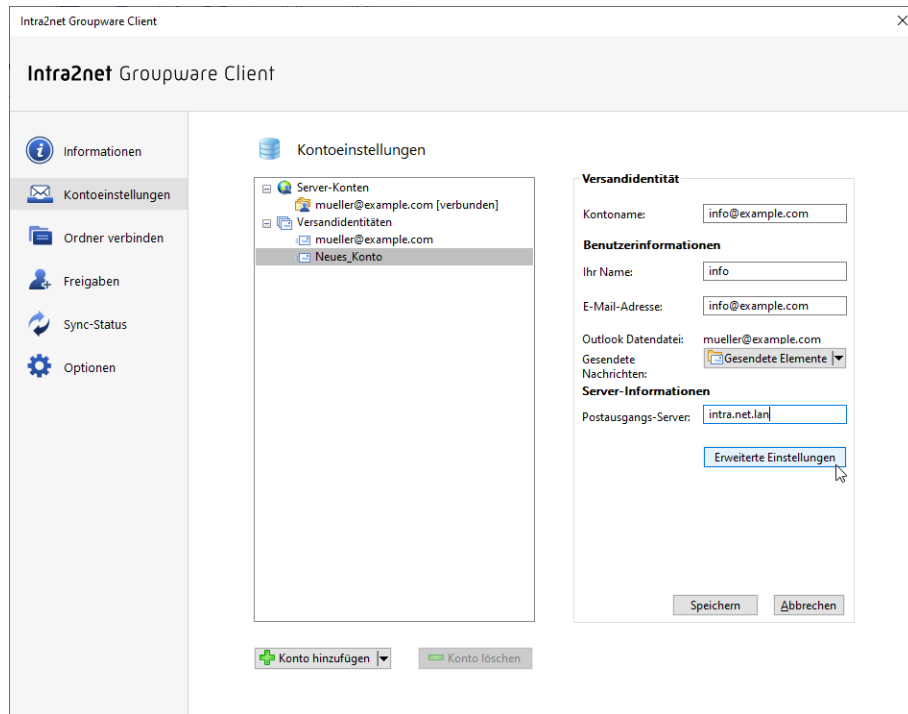 Intra2net Groupware Client
Intra2net Groupware Client
Informationen
Kontoeinstellungen
Ordner verbinden
Freigaben
Sync-Status
Optionen
Kontoeinstellungen
Server-Konten
mueller@example.com [verbunden]
Versandidentitäten
mueller@example.com
Neues_Konto
Konto hinzufügen
Konto löschen
Versandidentität
Kontoname: info@example.com
Benutzerinformationen
Ihr Name: info
E-Mail-Adresse: info@example.com
Outlook Datendatei: mueller@example.com
Gesendete
Nachrichten: Gesendete Elemente
Server-Informationen
Postausgangs-Server: intra.net.lan
Erweiterte Einstellungen
Speichern Abbrechen